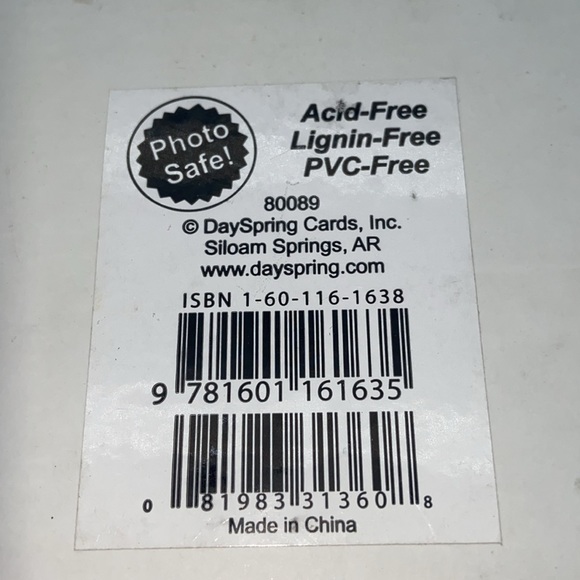 Photo
Safe!
Acid-Free
Lignin-Free
PVC-Free
80089
© DaySpring Cards, Inc.
Siloam Springs, AR
www.dayspring.com
ISBN 1-60-116-1638
9 781601 161635
0 81983 31360 8
Made in China